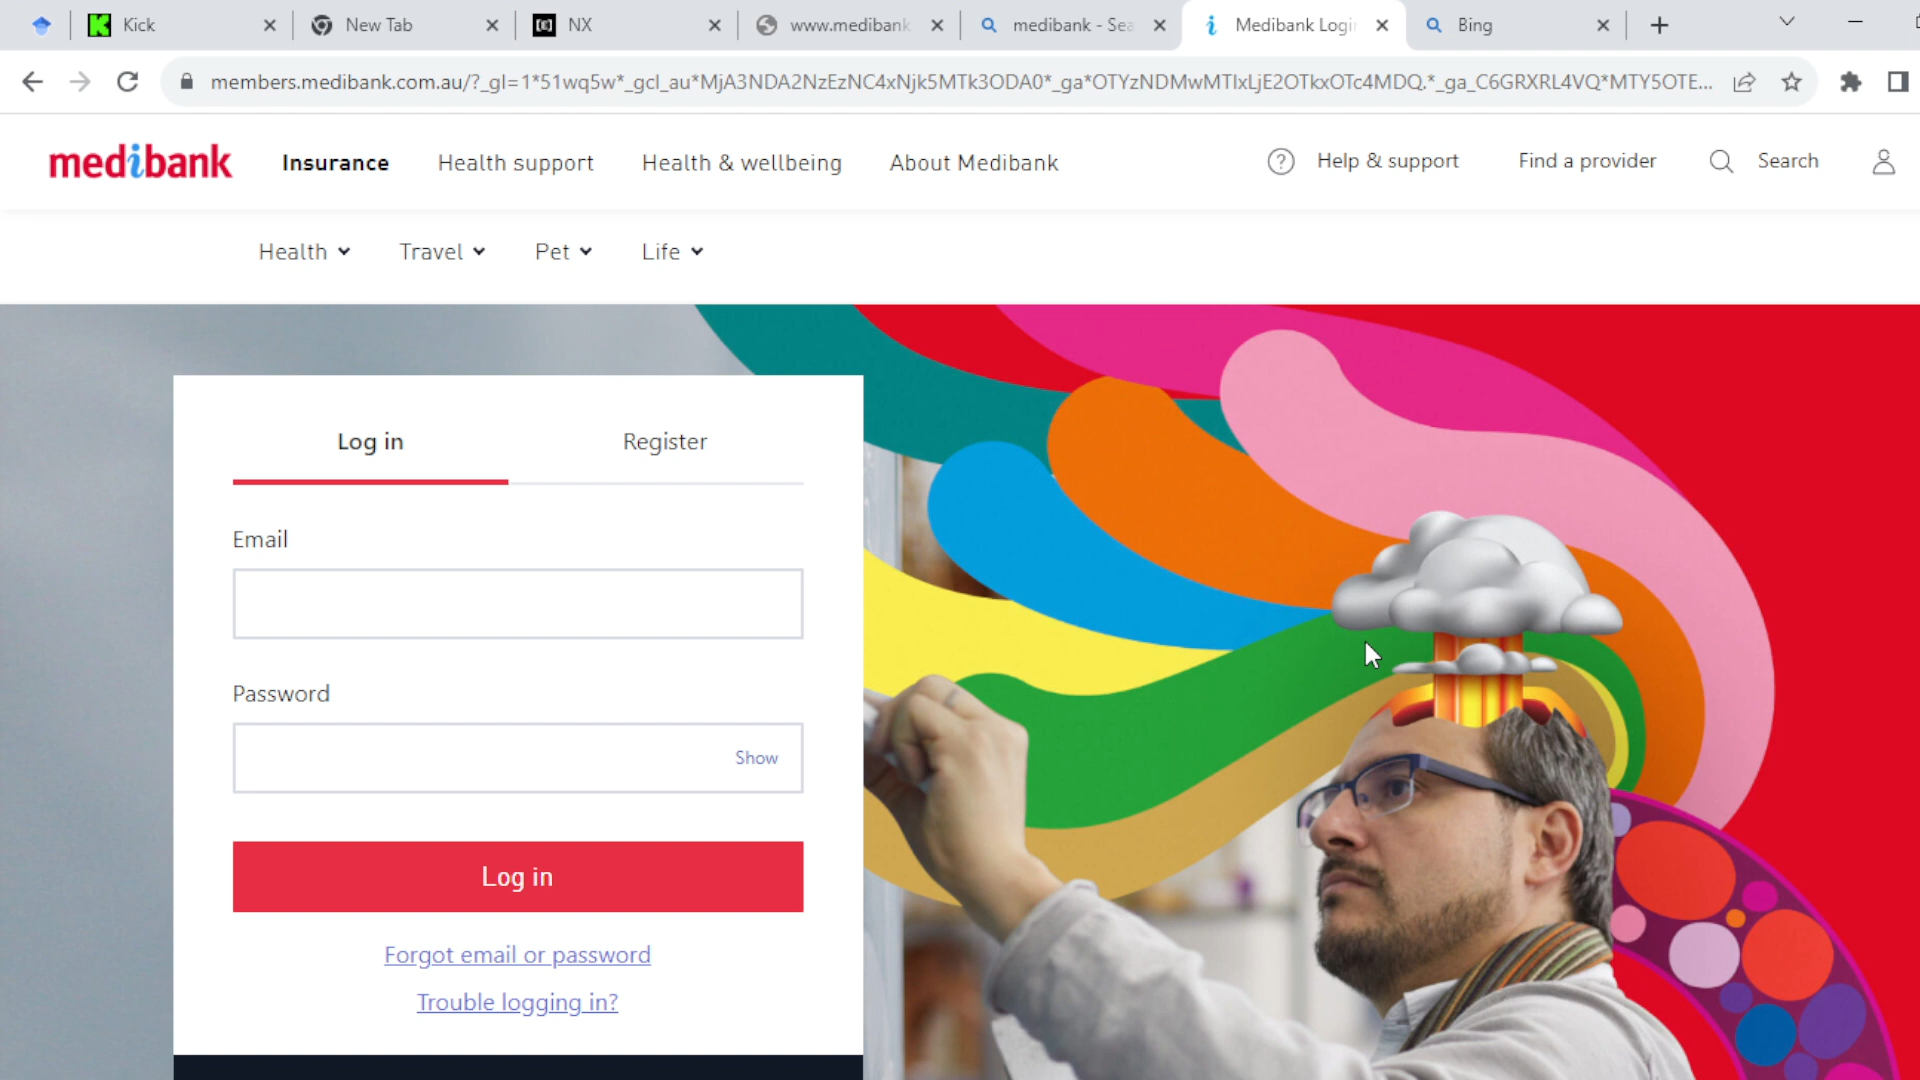 Kick
New Tab
NX
www.medibank
medibank - Sea
Medibank Login
Bing
members.medibank.com.au/?_gl=1*51wq5w*_gcl_au*MjA3NDA2NzEzNC4xNjk5MTk3ODA0*_ga*OTYzNDMwMTIxLjE2OTkxOTc4MDQ.*_ga_C6GRXRL4VQ*MTY5OTE...
medibank
Insurance
Health support
Health & wellbeing
About Medibank
? Help & support
Find a provider
Search
Health
Travel
Pet
Life
Log in
Register
Email
Password
Show
Log in
Forgot email or password
Trouble logging in?